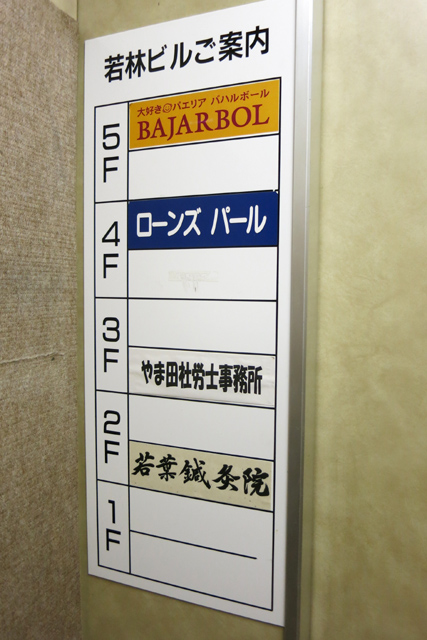 若林ビルご案内
5F
大好き パエリア バハルボール
BAJARBOL
4F
ローンズ パール
3F
やま田社労士事務所
2F
若葉鍼灸院
1F